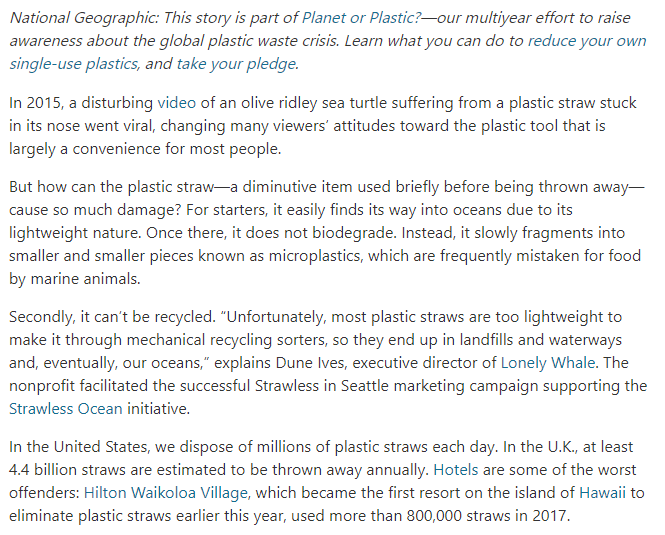 National Geographic: This story is part of Planet or Plastic?—our multiyear effort to raise
awareness about the global plastic waste crisis. Learn what you can do to reduce your own
single-use plastics, and take your pledge.
In 2015, a disturbing video of an olive ridley sea turtle suffering from a plastic straw stuck
in its nose went viral, changing many viewers’ attitudes toward the plastic tool that is
largely a convenience for most people.
But how can the plastic straw—a diminutive item used briefly before being thrown away—
cause so much damage? For starters, it easily finds its way into oceans due to its
lightweight nature. Once there, it does not biodegrade. Instead, it slowly fragments into
smaller and smaller pieces known as microplastics, which are frequently mistaken for food
by marine animals.
Secondly, it can’t be recycled. “Unfortunately, most plastic straws are too lightweight to
make it through mechanical recycling sorters, so they end up in landfills and waterways
and, eventually, our oceans,” explains Dune Ives, executive director of Lonely Whale. The
nonprofit facilitated the successful Strawless in Seattle marketing campaign supporting the
Strawless Ocean initiative.
In the United States, we dispose of millions of plastic straws each day. In the U.K., at least
4.4 billion straws are estimated to be thrown away annually. Hotels are some of the worst
offenders: Hilton Waikoloa Village, which became the first resort on the island of Hawaii to
eliminate plastic straws earlier this year, used more than 800,000 straws in 2017.